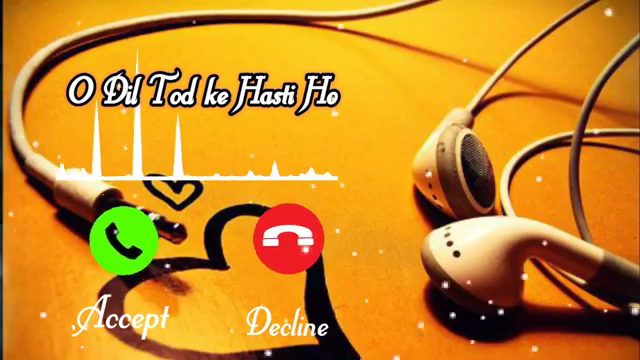 O Dil Tod ke Hasti Ho
Accept
Decline